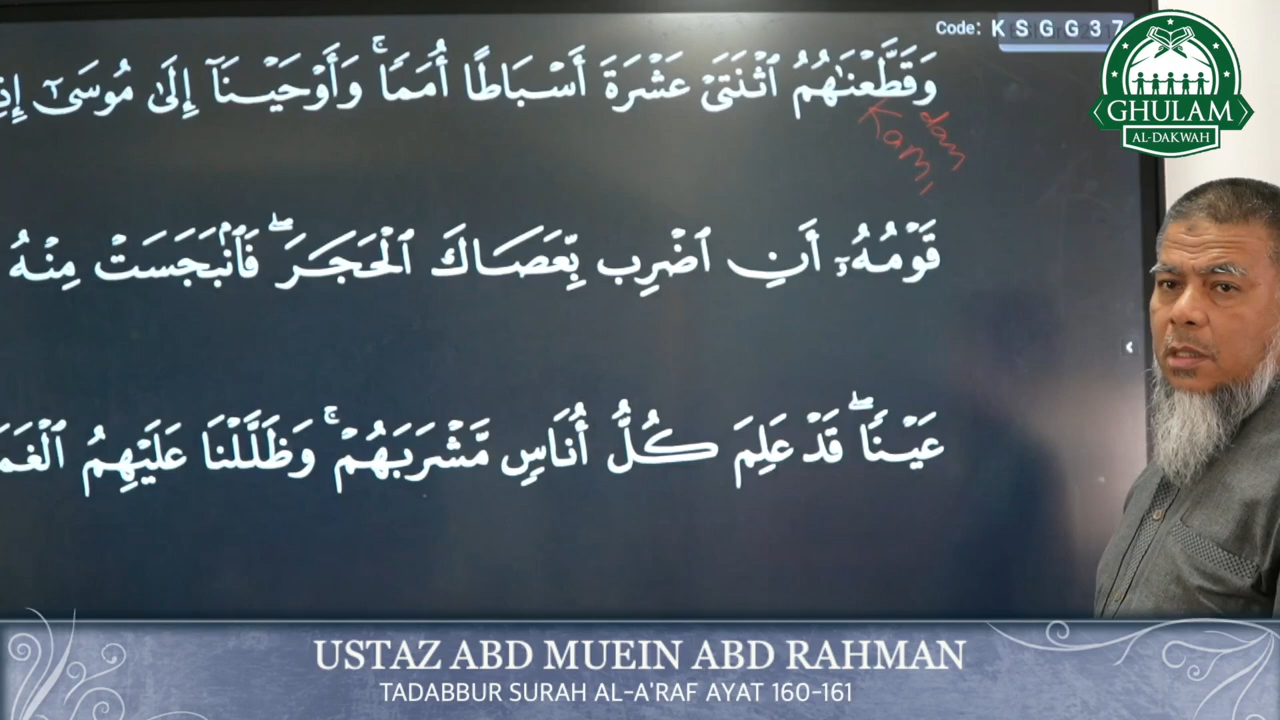 Code: KSGG37
GHULAM
AL-DAKWAH
وَقَطَّعْنَٰهُمُ ٱثْنَتَىْ عَشْرَةَ أَسْبَاطًا أُمَمًا ۚ وَأَوْحَيْنَآ إِلَىٰ مُوسَىٰٓ
dan
Kami
قَوْمُهُۥٓ أَنِ ٱضْرِب بِّعَصَاكَ ٱلْحَجَرَ ۖ فَٱنۢبَجَسَتْ مِنْهُ
عَيْنًا ۖ قَدْ عَلِمَ كُلُّ أُنَاسٍ مَّشْرَبَهُمْ ۚ وَظَلَّلْنَا عَلَيْهِمُ
USTAZ ABD MUEIN ABD RAHMAN
TADABBUR SURAH AL-A'RAF AYAT 160-161